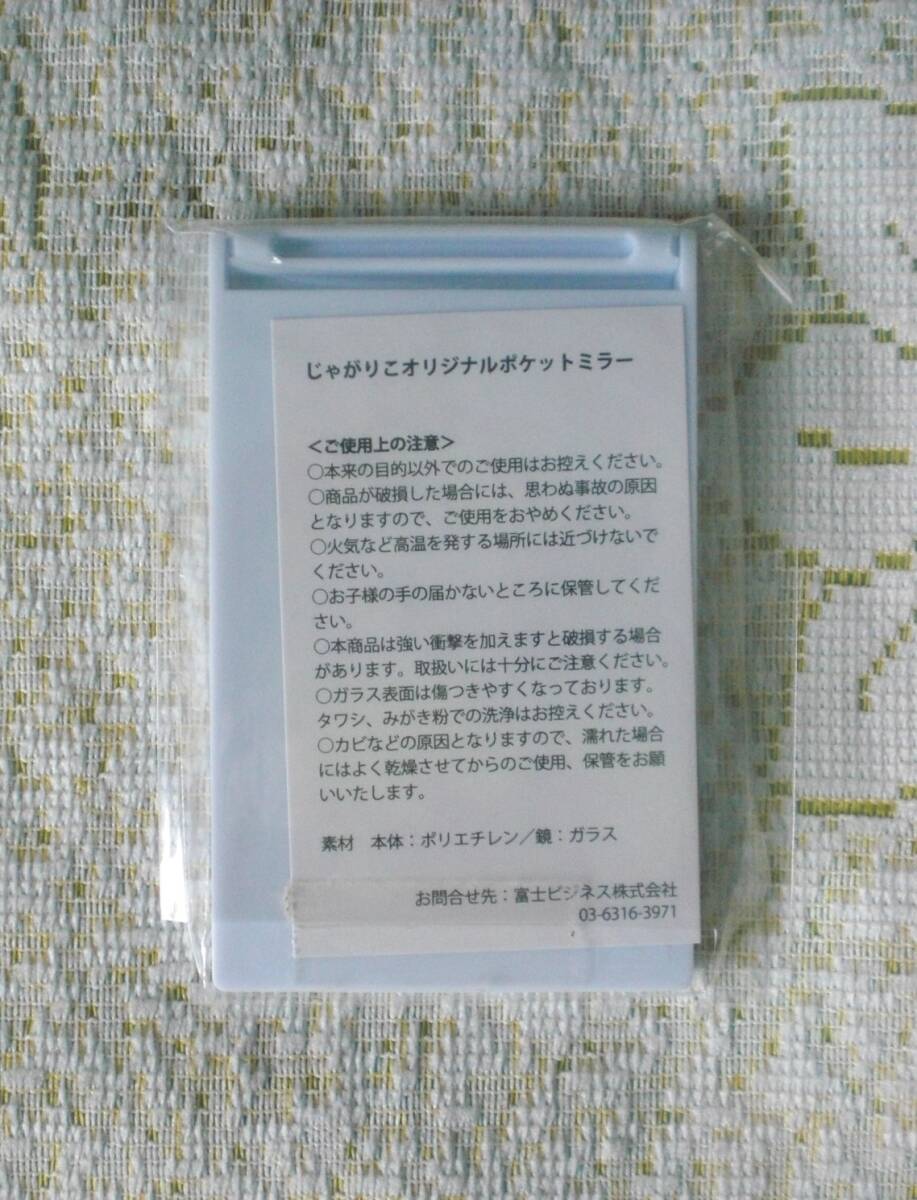 じゃがりこオリジナルポケットミラー
＜ご使用上の注意＞
○本来の目的以外でのご使用はお控えください。
○商品が破損した場合には、思わぬ事故の原因
となりますので、ご使用をおやめください。
○火気など高温を発する場所には近づけないで
ください。
○お子様の手の届かないところに保管してくだ
さい。
○本商品は強い衝撃を加えますと破損する場合
があります。取扱いには十分にご注意ください。
○ガラス表面は傷つきやすくなっております。
タワシ、みがき粉での洗浄はお控えください。
○カビなどの原因となりますので、濡れた場合
にはよく乾燥させてからのご使用、保管をお願
いいたします。
素材　本体：ポリエチレン／鏡：ガラス
お問合せ先：富士ビジネス株式会社
03-6316-3971